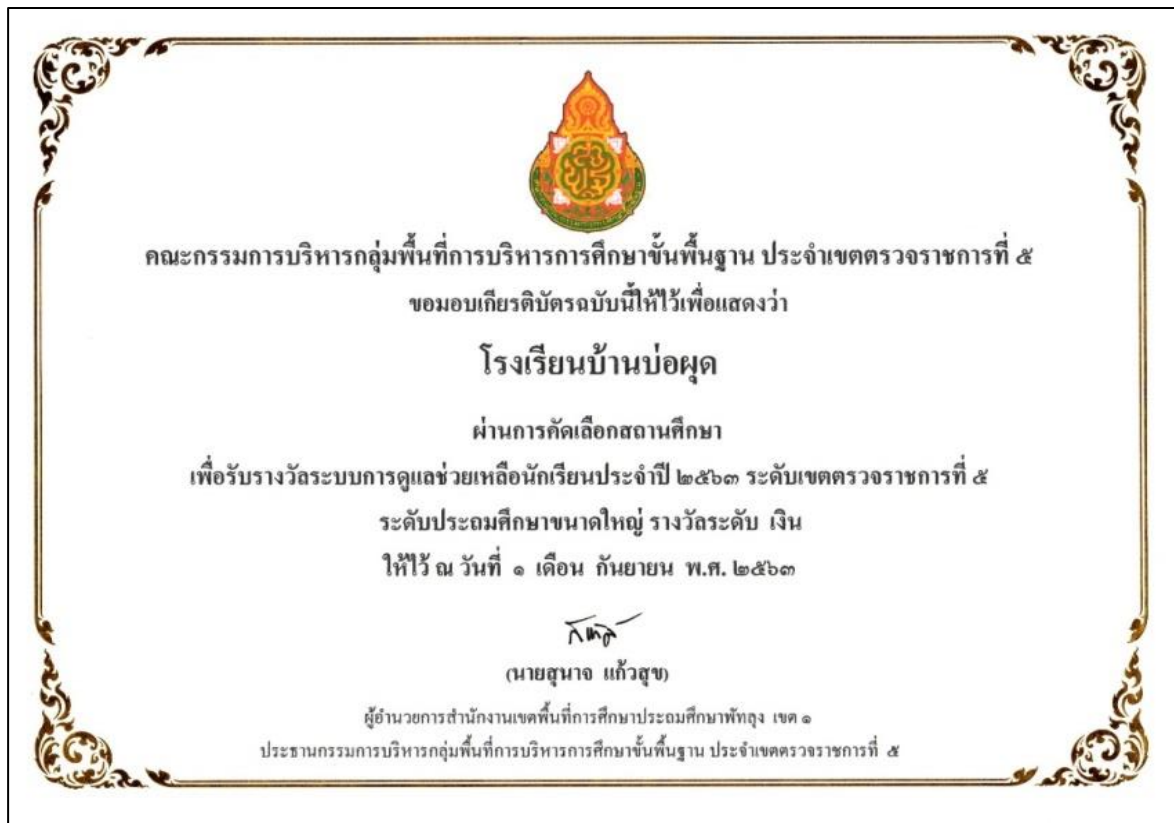 คณะกรรมการบริหารกลุ่มพื้นที่การบริหารการศึกษาขั้นพื้นฐาน ประจำเขตตรวจราชการที่ ๕
ขอมอบเกียรติบัตรฉบับนี้ให้ไว้เพื่อแสดงว่า
โรงเรียนบ้านบ่อผุด
ผ่านการคัดเลือกสถานศึกษา
เพื่อรับรางวัลระบบการดูแลช่วยเหลือนักเรียนประจำปี ๒๕๖๓ ระดับเขตตรวจราชการที่ ๕
ระดับประถมศึกษาขนาดใหญ่ รางวัลระดับ เงิน
ให้ไว้ ณ วันที่ ๑ เดือน กันยายน พ.ศ. ๒๕๖๓
(นายสุนาจ แก้วสุข)
ผู้อำนวยการสำนักงานเขตพื้นที่การศึกษาประถมศึกษาพัทลุง เขต ๑
ประธานกรรมการบริหารกลุ่มพื้นที่การบริหารการศึกษาขั้นพื้นฐาน ประจำเขตตรวจราชการที่ ๕